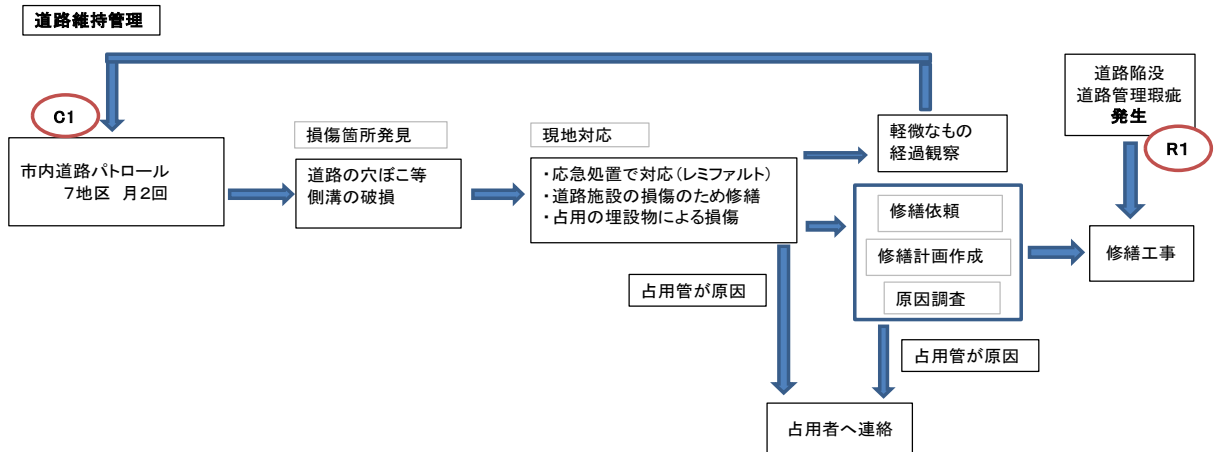 道路維持管理
C1
市内道路パトロール
7地区 月2回
損傷箇所発見
道路の穴ぼこ等
側溝の破損
現地対応
・応急処置で対応(レミファルト)
・道路施設の損傷のため修繕
・占用の埋設物による損傷
軽微なもの
経過観察
道路陥没
道路管理瑕疵
発生
R1
修繕依頼
修繕計画作成
原因調査
修繕工事
占用管が原因
占用管が原因
占用者へ連絡